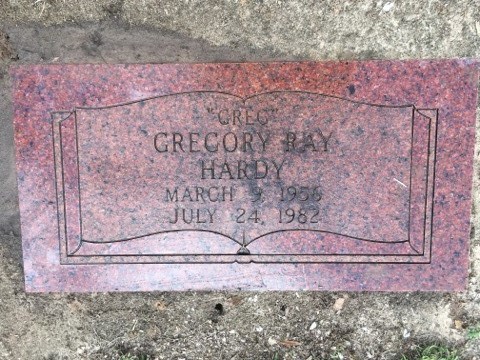 "GREG"
GREGORY RAY
HARDY
MARCH 9, 1956
JULY 24, 1982